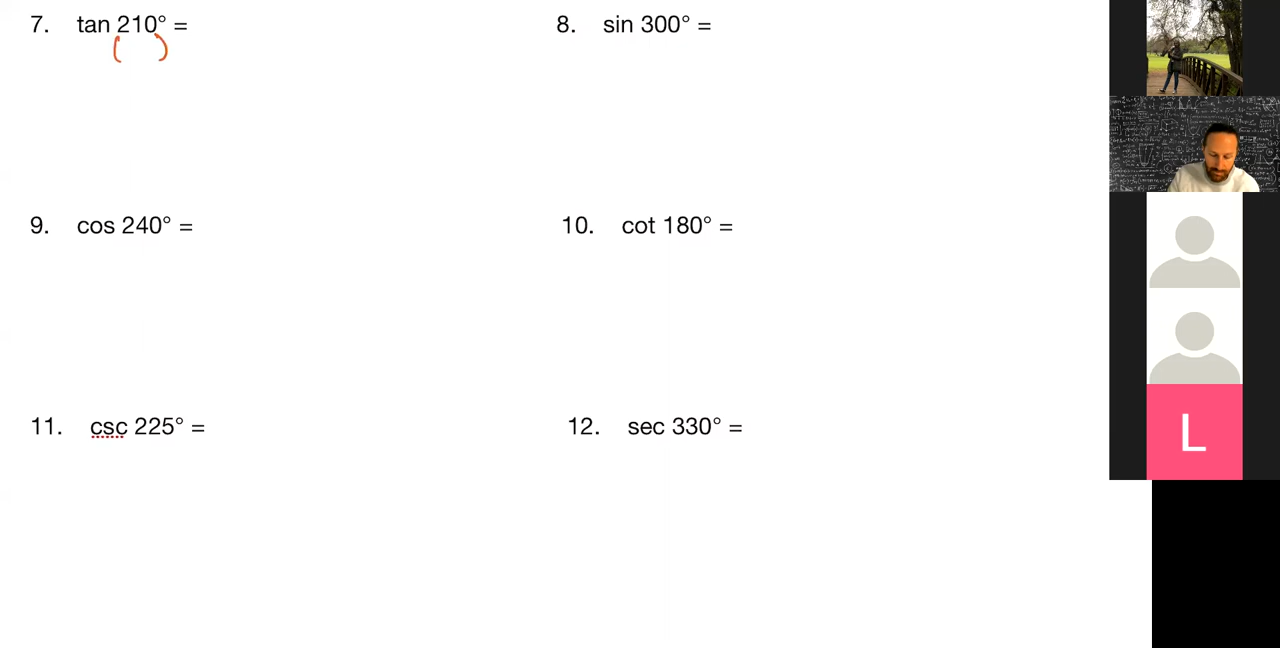 7. tan 210° =
( )
8. sin 300° =
9. cos 240° =
10. cot 180° =
11. csc 225° =
12. sec 330° =
L